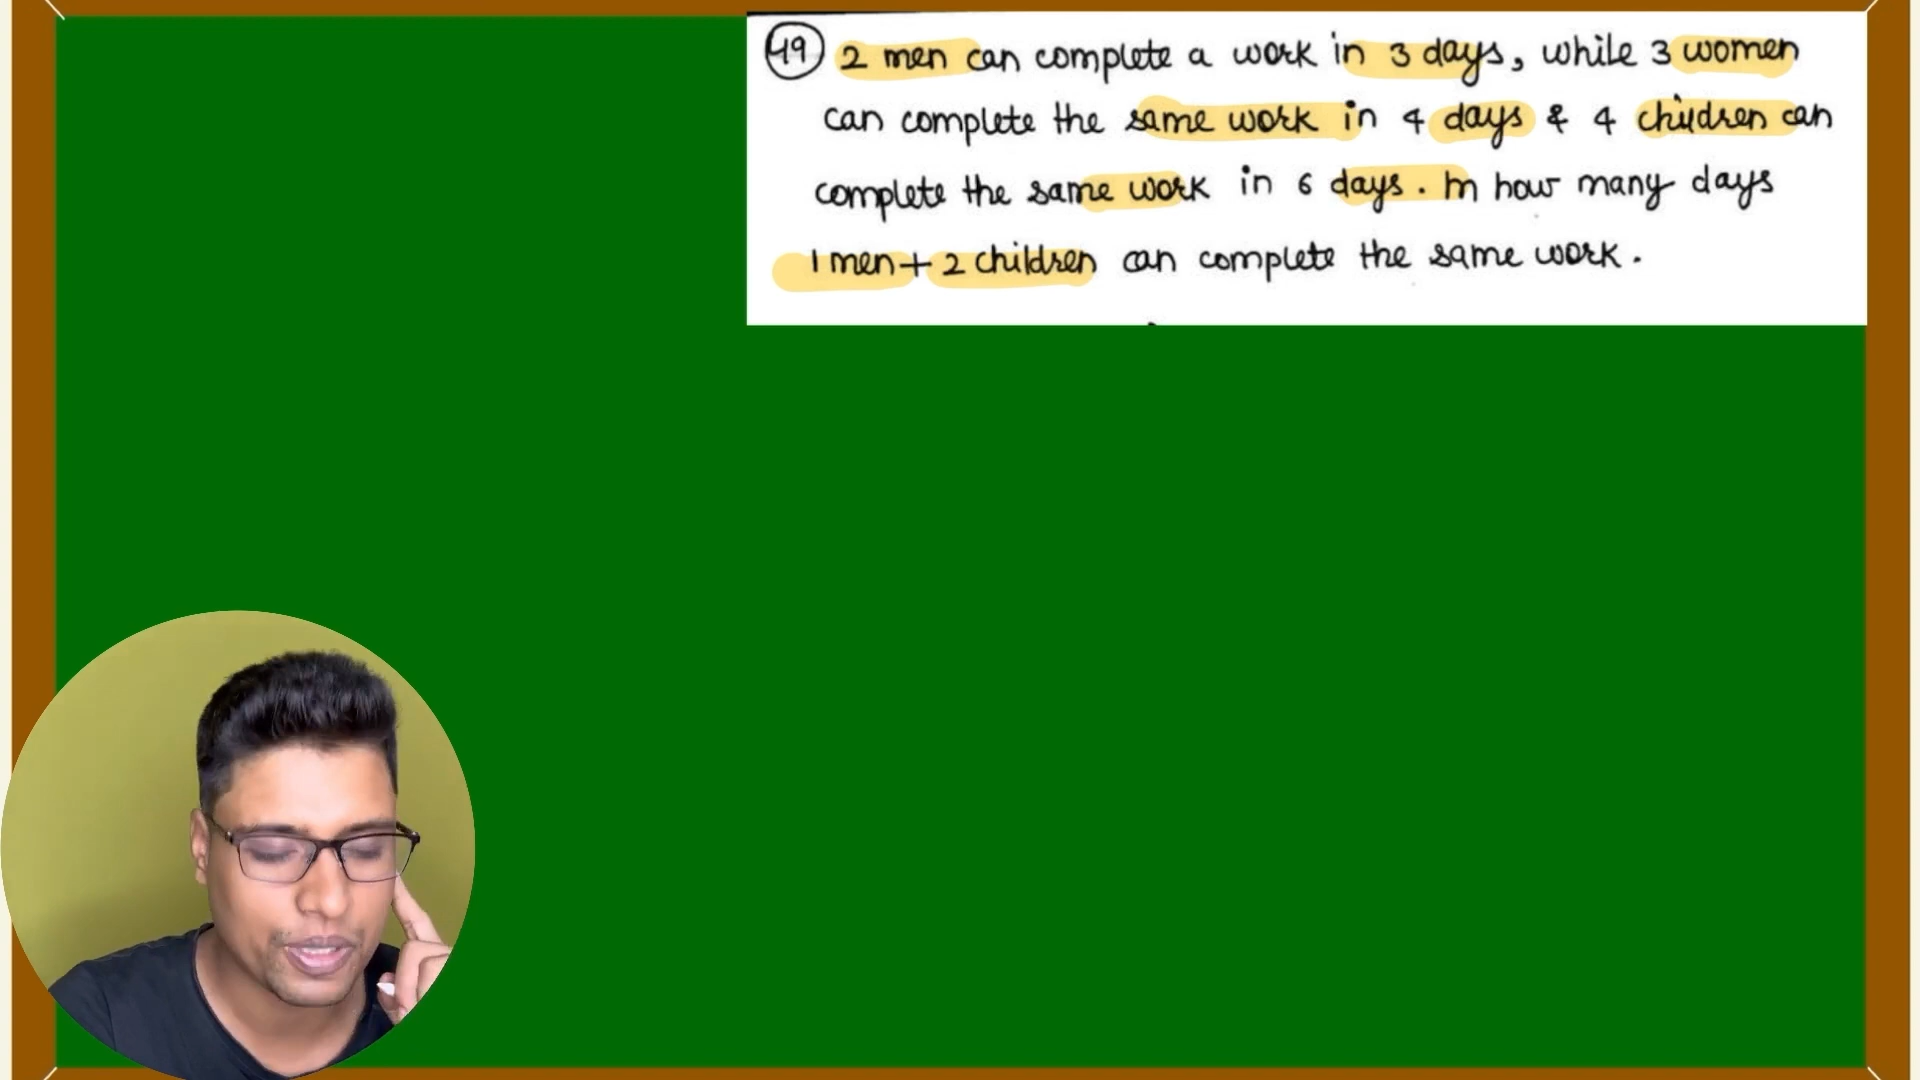 49 2 men can complete a work in 3 days, while 3 women
can complete the same work in 4 days & 4 children can
complete the same work in 6 days. In how many days
1 men + 2 children can complete the same work.